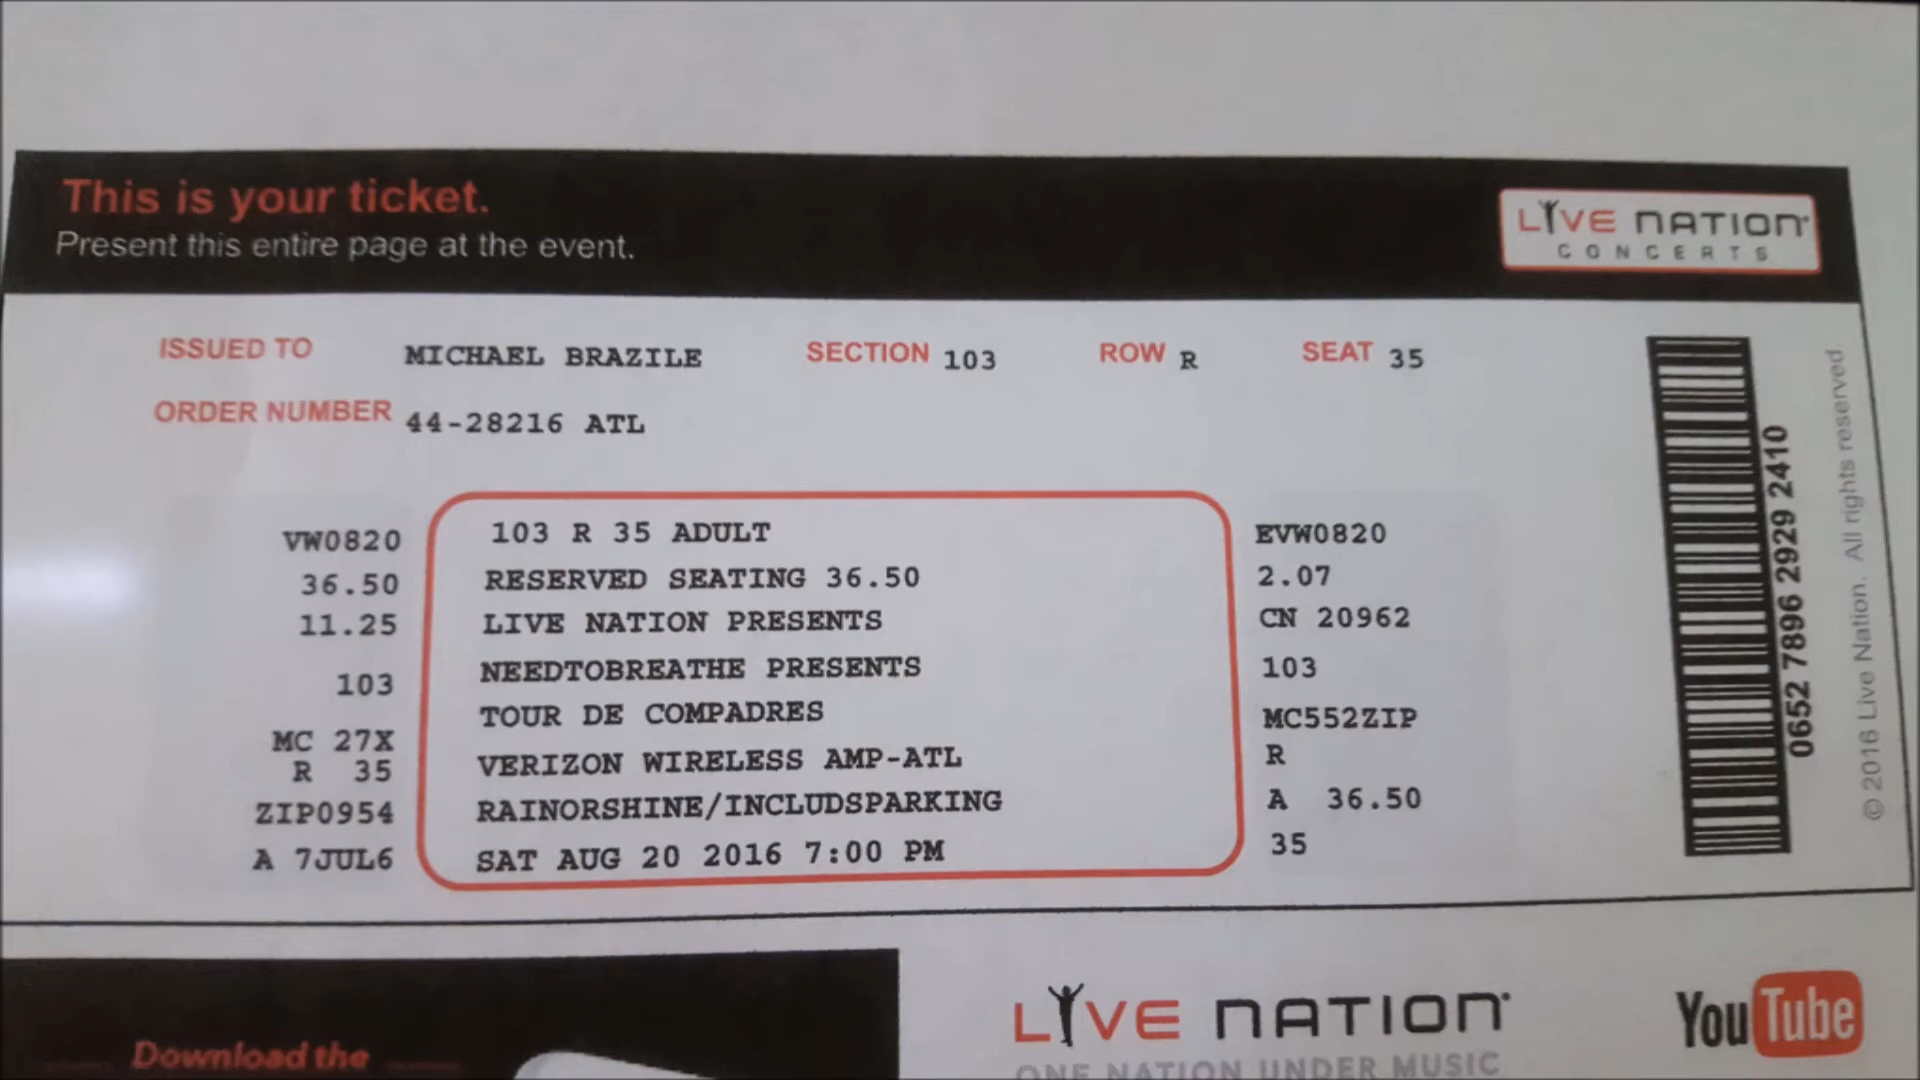 This is your ticket.
Present this entire page at the event.
LIVE NATION
CONCERTS
ISSUED TO MICHAEL BRAZILE SECTION 103 ROW R SEAT 35
ORDER NUMBER 44-28216 ATL
VW0820
36.50
11.25
103
MC 27X
R 35
ZIP0954
A 7JUL6
103 R 35 ADULT
RESERVED SEATING 36.50
LIVE NATION PRESENTS
NEEDTOBREATHE PRESENTS
TOUR DE COMPADRES
VERIZON WIRELESS AMP-ATL
RAINORSHINE/INCLUDSPARKING
SAT AUG 20 2016 7:00 PM
EVW0820
2.07
CN 20962
103
MC552ZIP
R
A 36.50
35
0652 7896 2929 2410
© 2016 Live Nation. All rights reserved.
Download the
LIVE NATION
ONE NATION UNDER MUSIC
YouTube